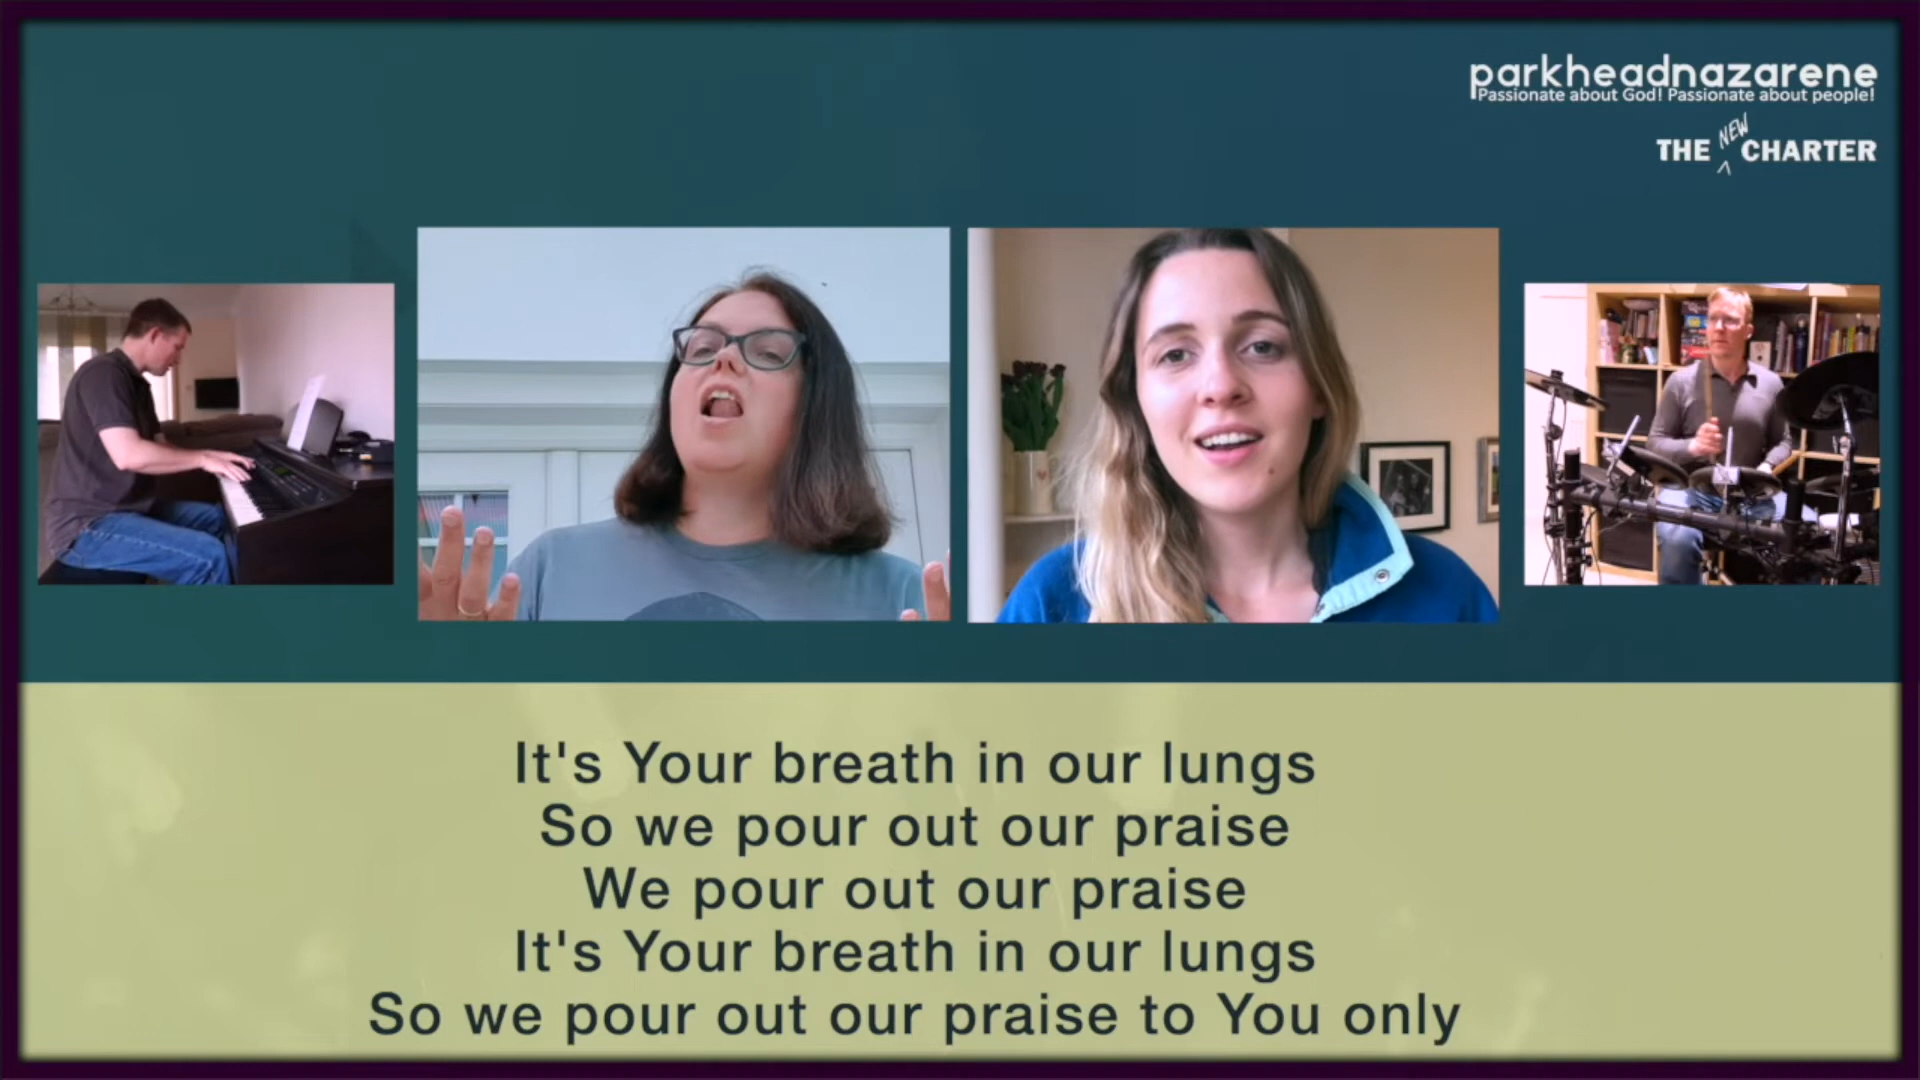 parkheadnazarene
Passionate about God! Passionate about people!
THE NEW CHARTER
It's Your breath in our lungs
So we pour out our praise
We pour out our praise
It's Your breath in our lungs
So we pour out our praise to You only